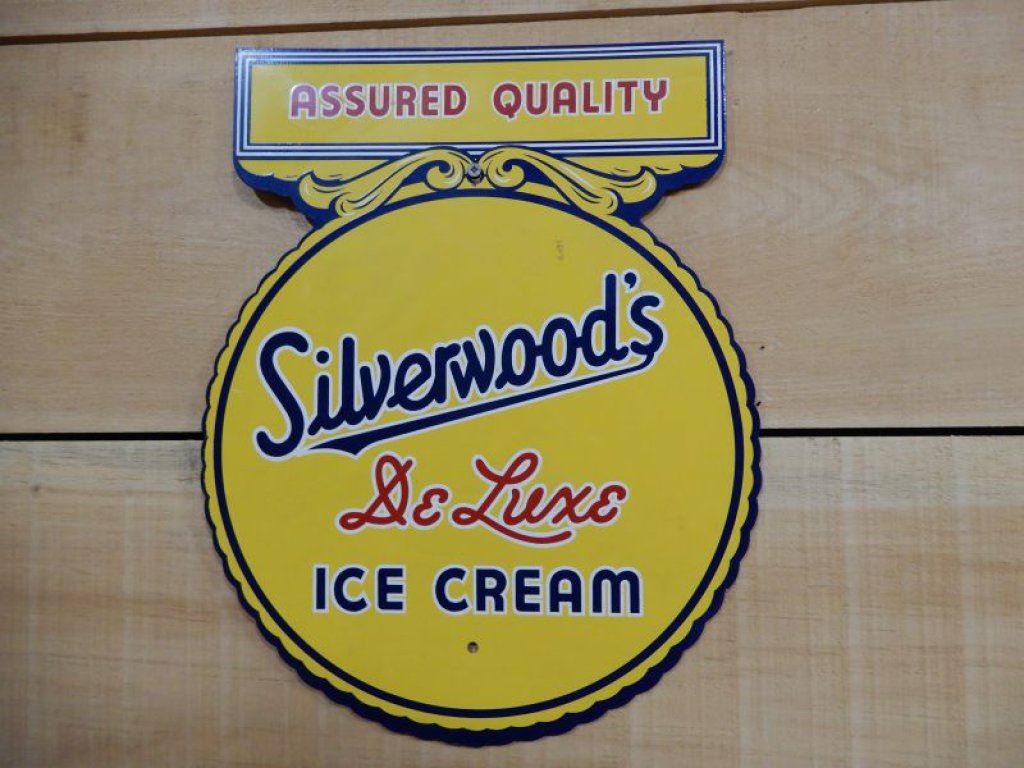 ASSURED QUALITY
Silverwood's
De Luxe
ICE CREAM